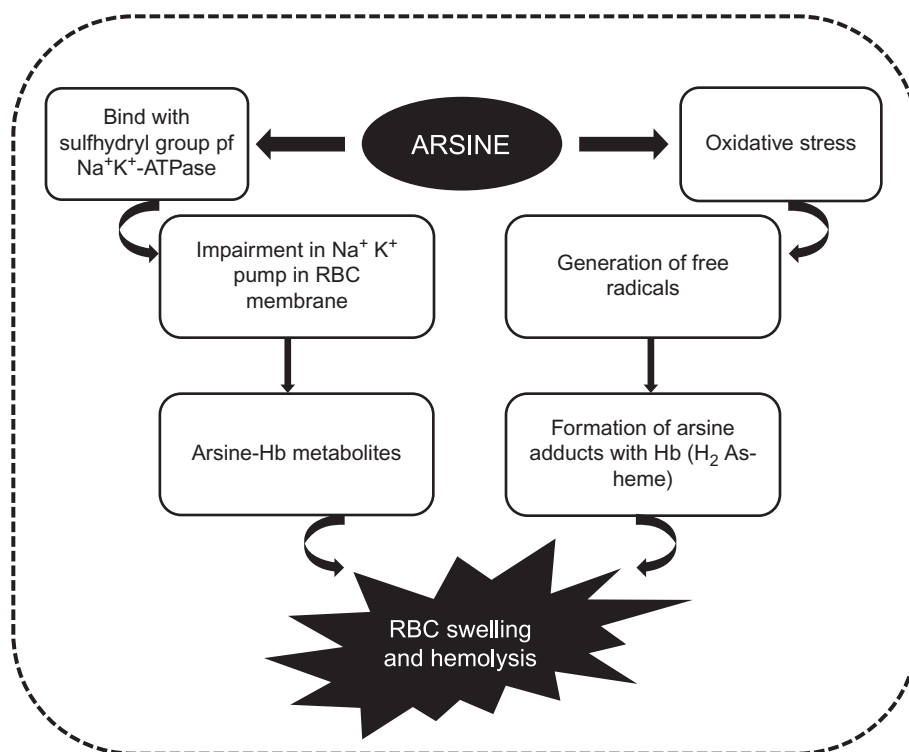 Bind with
sulfhydryl group pf
Na⁺K⁺-ATPase
ARSINE
Oxidative stress
Impairment in Na⁺ K⁺
pump in RBC
membrane
Generation of free
radicals
Arsine-Hb metabolites
Formation of arsine
adducts with Hb (H₂ As-
heme)
RBC swelling
and hemolysis